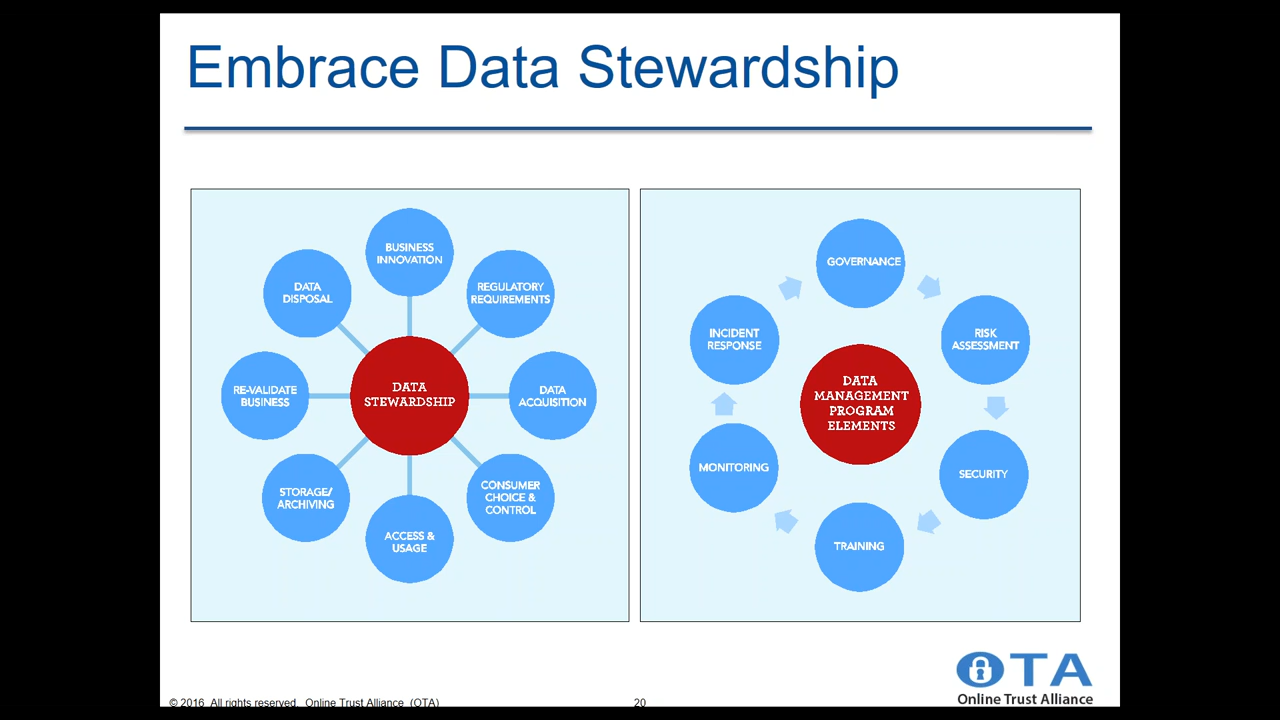 Embrace Data Stewardship
BUSINESS
INNOVATION
REGULATORY
REQUIREMENTS
DATA
ACQUISITION
CONSUMER
CHOICE &
CONTROL
ACCESS &
USAGE
STORAGE/
ARCHIVING
RE-VALIDATE
BUSINESS
DATA
DISPOSAL
DATA
STEWARDSHIP
GOVERNANCE
RISK
ASSESSMENT
SECURITY
TRAINING
MONITORING
INCIDENT
RESPONSE
DATA
MANAGEMENT
PROGRAM
ELEMENTS
© 2016 All rights reserved. Online Trust Alliance (OTA)
20
OTA
Online Trust Alliance